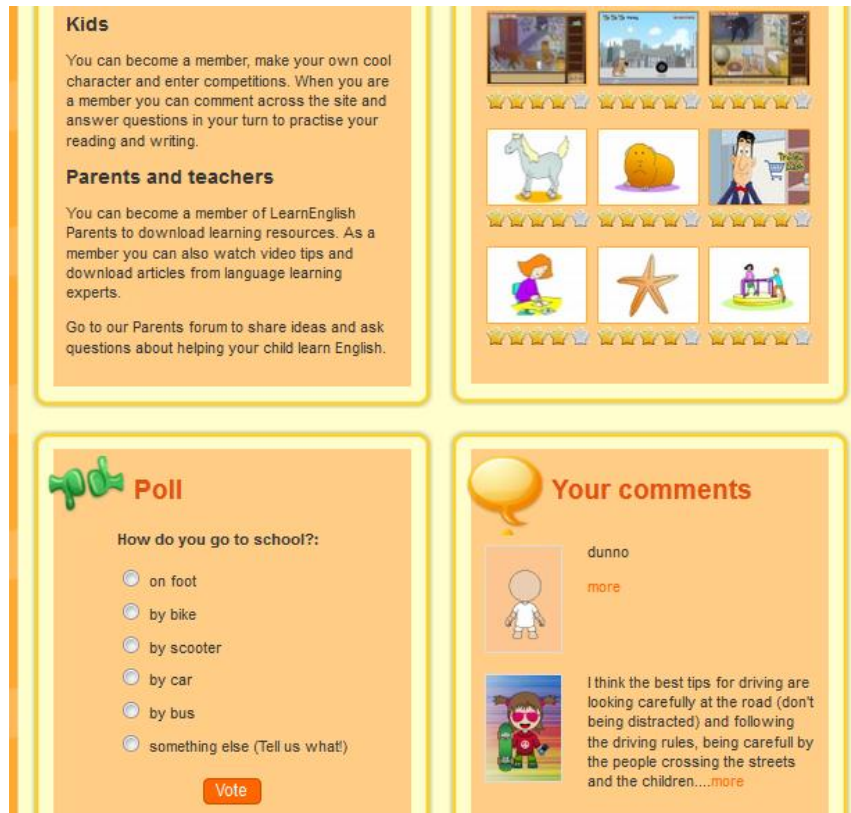 Kids
You can become a member, make your own cool
character and enter competitions. When you are
a member you can comment across the site and
answer questions in your turn to practise your
reading and writing.
Parents and teachers
You can become a member of LearnEnglish
Parents to download learning resources. As a
member you can also watch video tips and
download articles from language learning
experts.
Go to our Parents forum to share ideas and ask
questions about helping your child learn English.
Poll
How do you go to school?:
on foot
by bike
by scooter
by car
by bus
something else (Tell us what!)
Vote
Your comments
dunno
more
I think the best tips for driving are
looking carefully at the road (don't
being distracted) and following
the driving rules, being carefull by
the people crossing the streets
and the children....more